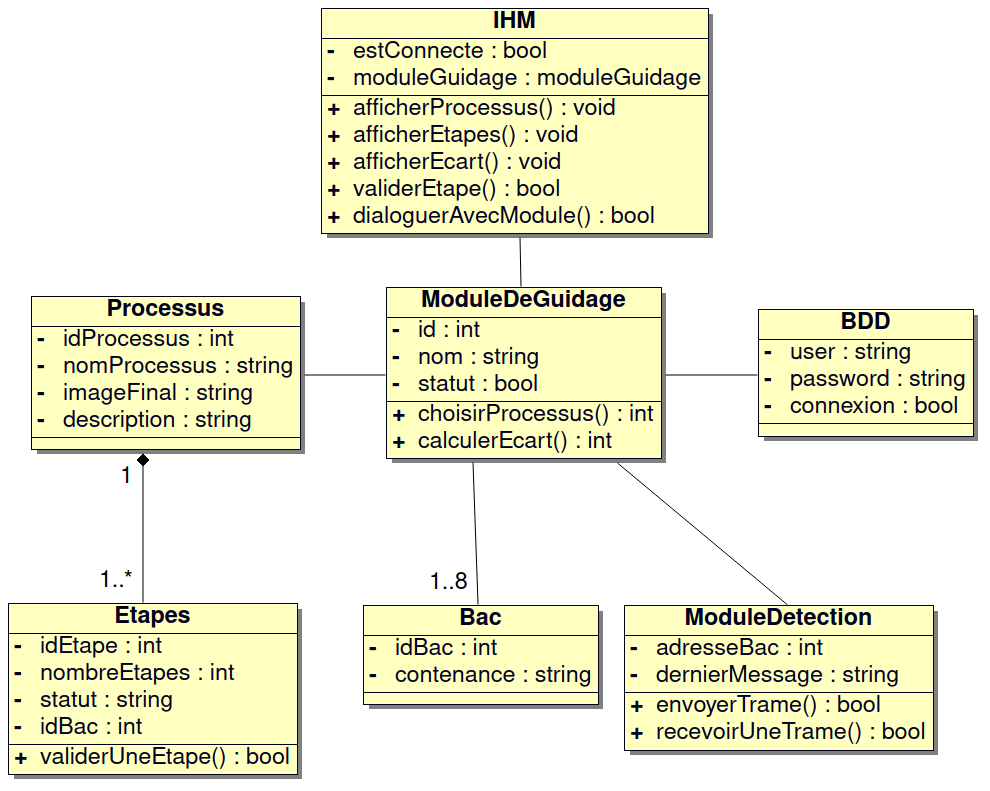 IHM
- estConnecte : bool
- moduleGuidage : moduleGuidage
+ afficherProcessus() : void
+ afficherEtapes() : void
+ afficherEcart() : void
+ validerEtape() : bool
+ dialoguerAvecModule() : bool
Processus
- idProcessus : int
- nomProcessus : string
- imageFinal : string
- description : string
ModuleDeGuidage
- id : int
- nom : string
- statut : bool
+ choisirProcessus() : int
+ calculerEcart() : int
BDD
- user : string
- password : string
- connexion : bool
1
1..*
1..8
Etapes
- idEtape : int
- nombreEtapes : int
- statut : string
- idBac : int
+ validerUneEtape() : bool
Bac
- idBac : int
- contenance : string
ModuleDetection
- adresseBac : int
- dernierMessage : string
+ envoyerTrame() : bool
+ recevoirUneTrame() : bool